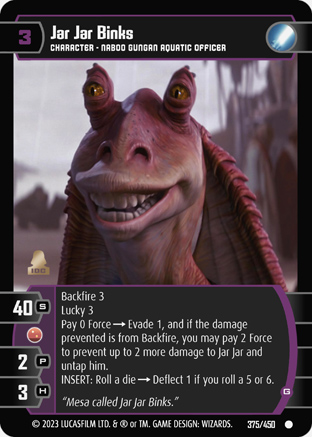 3 Jar Jar Binks
CHARACTER - NABOO GUNGAN AQUATIC OFFICER
IDC
40 S
2 P
3 H
Backfire 3
Lucky 3
Pay 0 Force → Evade 1, and if the damage
prevented is from Backfire, you may pay 2 Force
to prevent up to 2 more damage to Jar Jar and
untap him.
INSERT: Roll a die → Deflect 1 if you roll a 5 or 6.
G
"Mesa called Jar Jar Binks."
© 2023 LUCASFILM LTD. & ® OR TM. GAME DESIGN: WIZARDS. 375/450